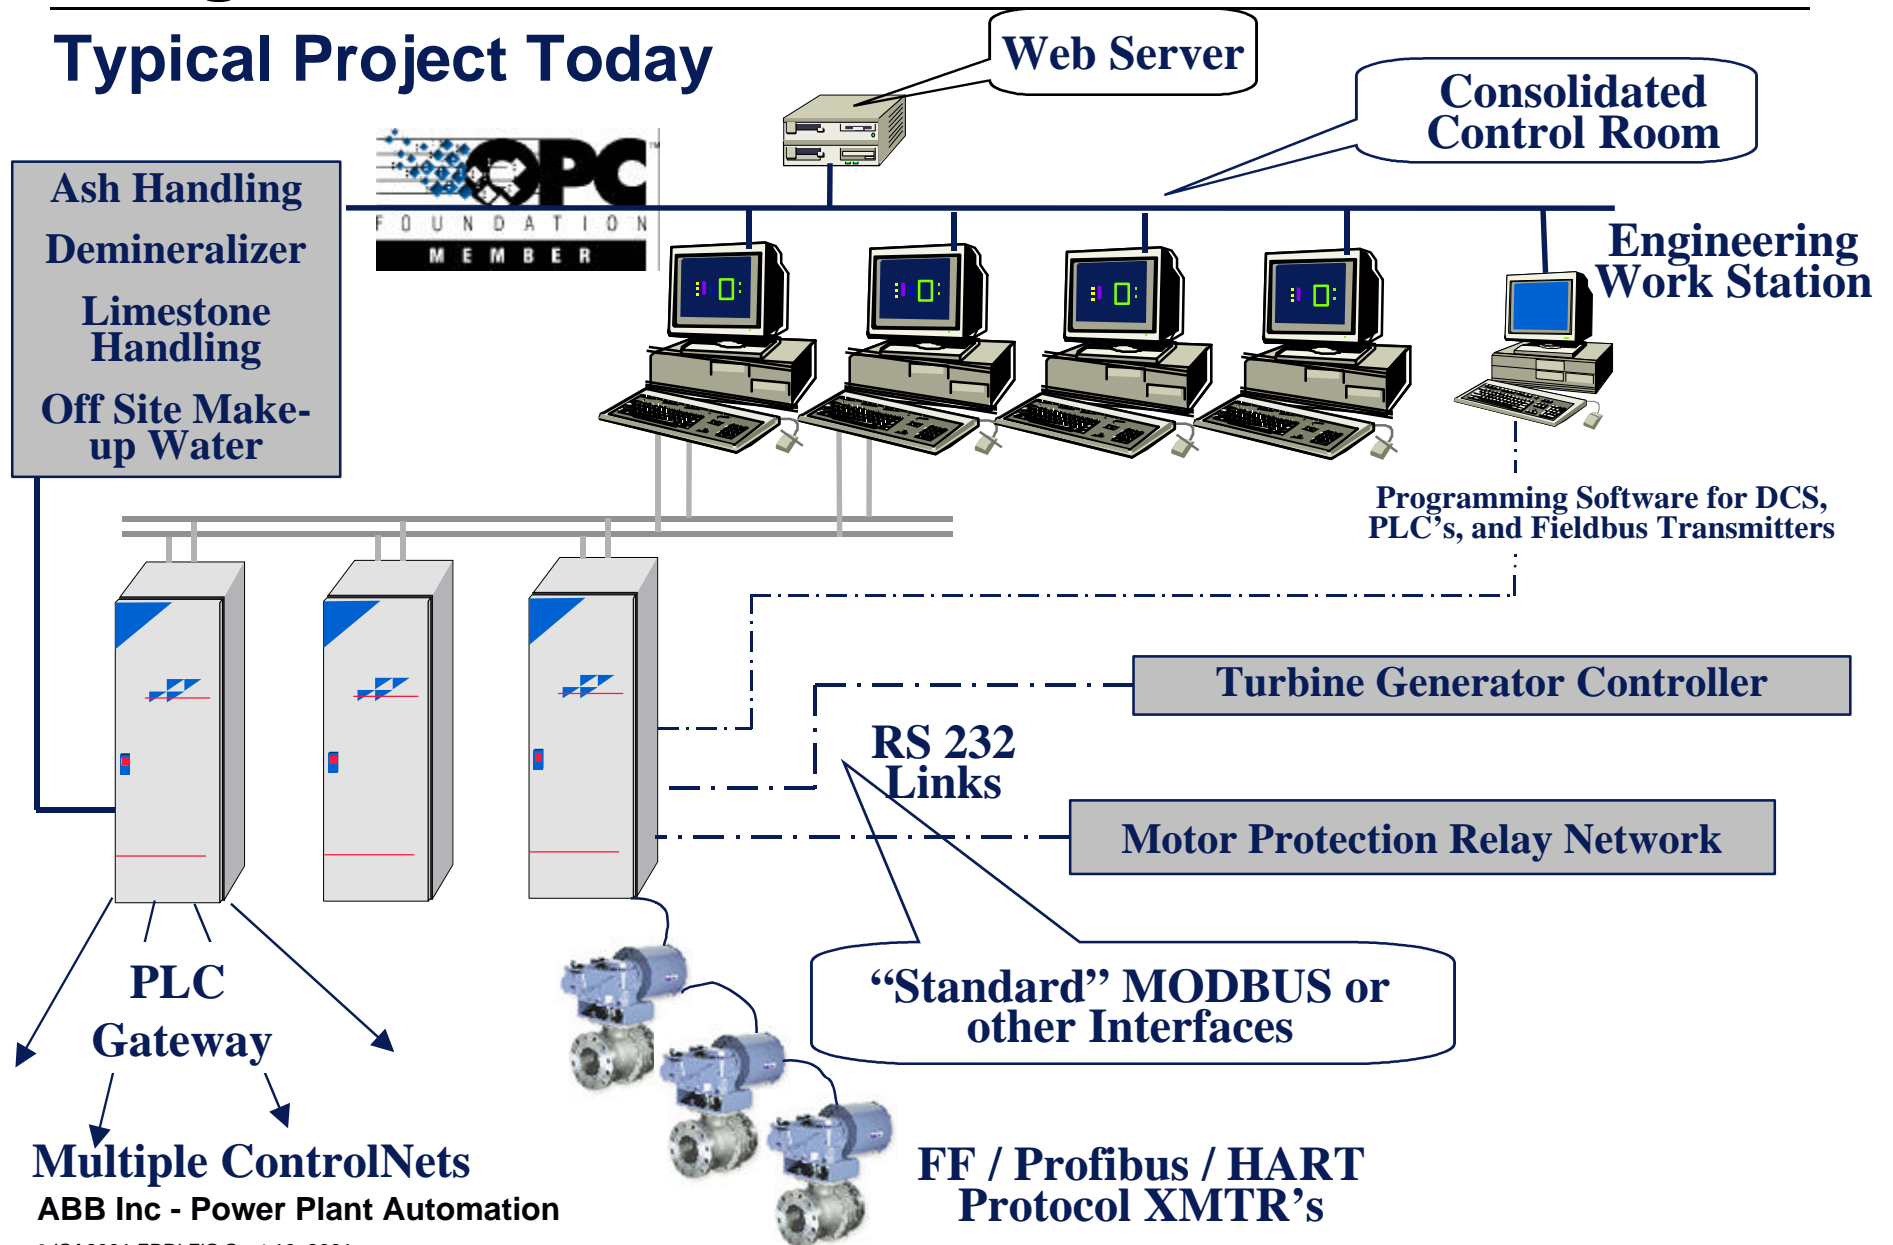 Typical Project Today
Web Server
Consolidated
Control Room
OPC
™
FOUNDATION
MEMBER
Ash Handling
Demineralizer
Limestone
Handling
Off Site Make-
up Water
Engineering
Work Station
Programming Software for DCS,
PLC's, and Fieldbus Transmitters
Turbine Generator Controller
RS 232
Links
Motor Protection Relay Network
"Standard" MODBUS or
other Interfaces
PLC
Gateway
Multiple ControlNets
FF / Profibus / HART
Protocol XMTR's
ABB Inc - Power Plant Automation